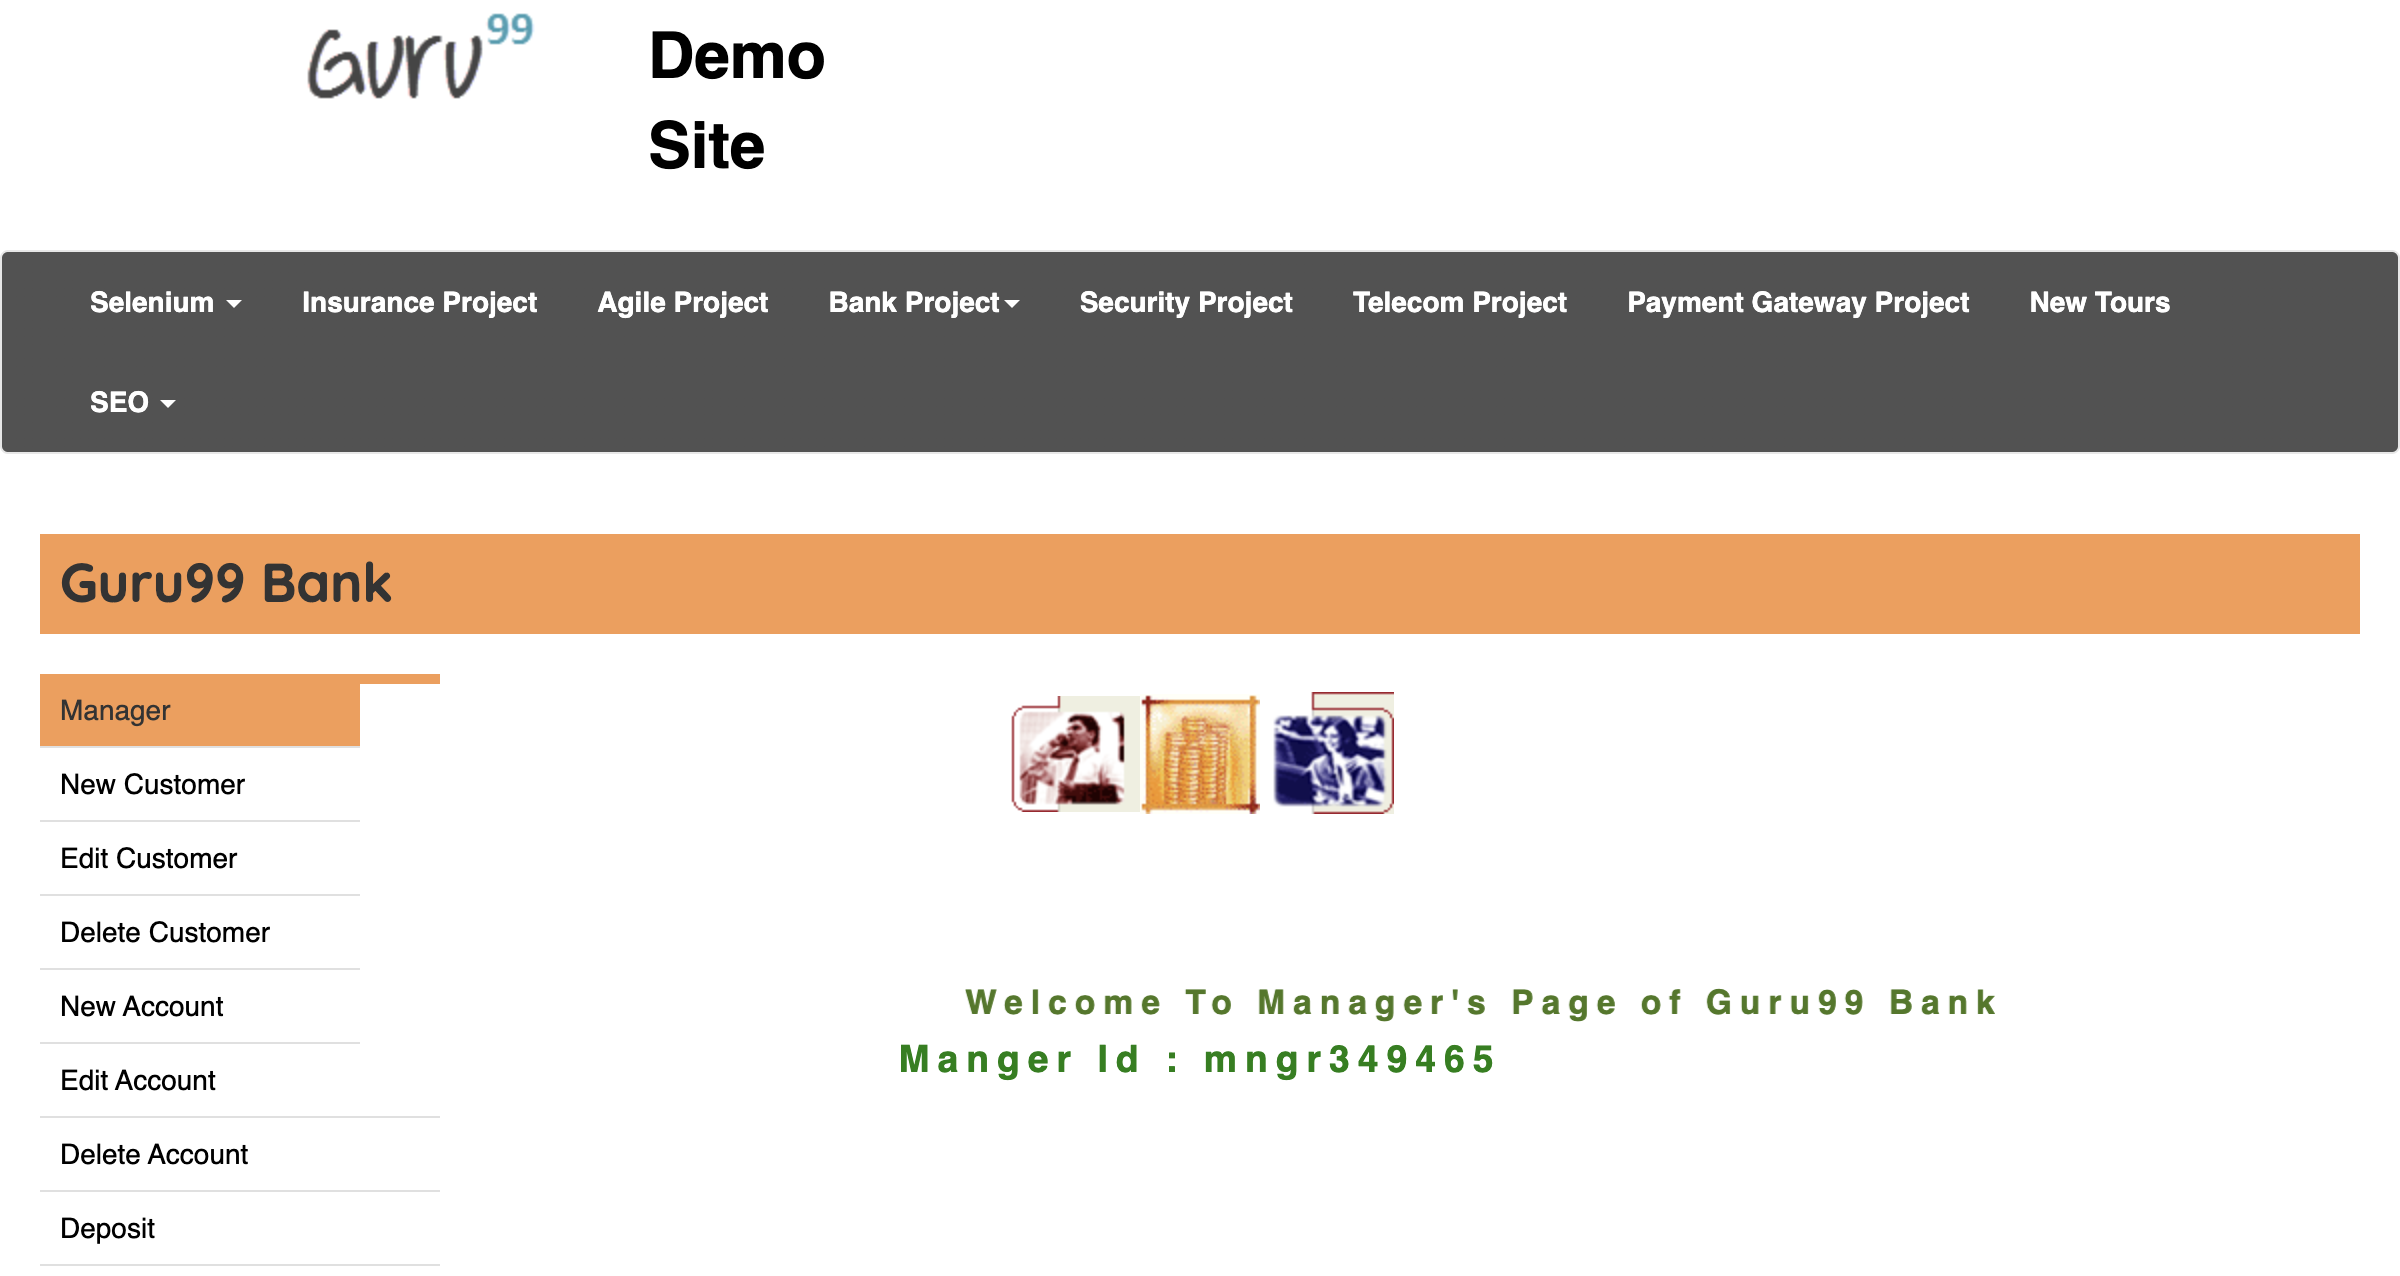 Guru99
Demo
Site
Selenium Insurance Project Agile Project Bank Project Security Project Telecom Project Payment Gateway Project New Tours
SEO
Guru99 Bank
Manager
New Customer
Edit Customer
Delete Customer
New Account
Edit Account
Delete Account
Deposit
Welcome To Manager's Page of Guru99 Bank
Manger Id : mngr349465